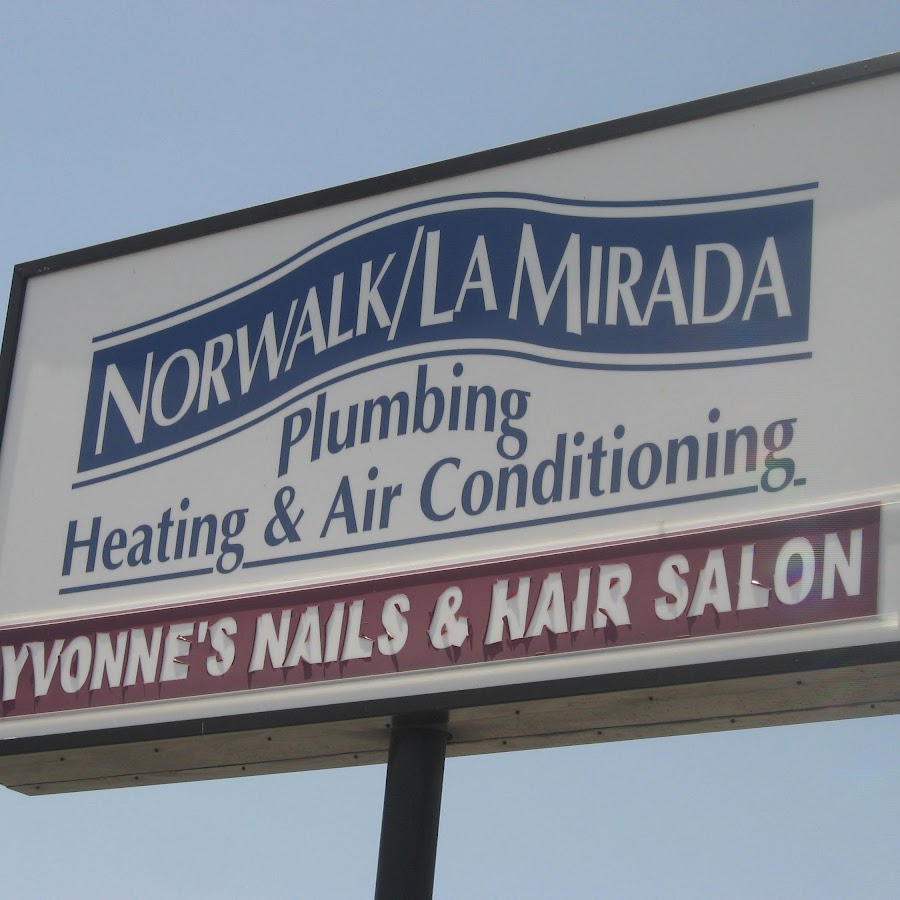 NORWALK/LA MIRADA
Plumbing
Heating & Air Conditioning
YVONNE'S NAILS & HAIR SALON